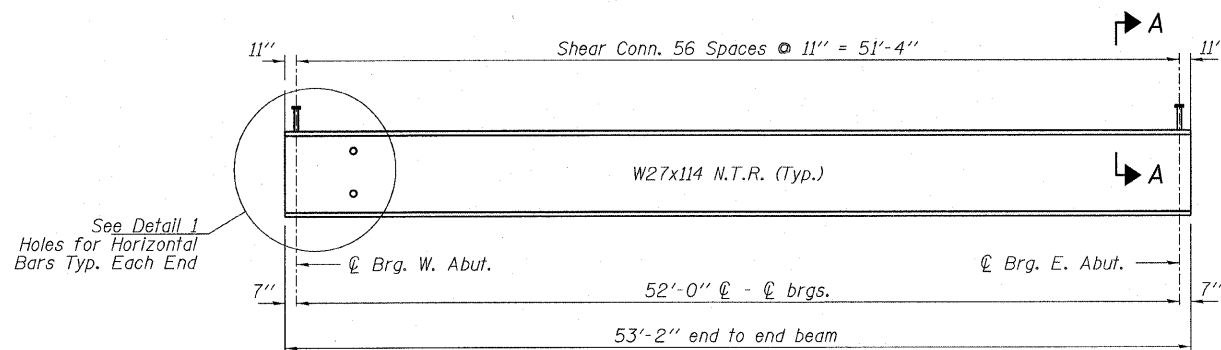 A
11"
Shear Conn. 56 Spaces @ 11" = 51'-4"
11'
W27x114 N.T.R. (Typ.)
A
See Detail 1
Holes for Horizontal
Bars Typ. Each End
℄ Brg. W. Abut.
℄ Brg. E. Abut.
7"
52'-0" ℄ - ℄ brgs.
7"
53'-2" end to end beam